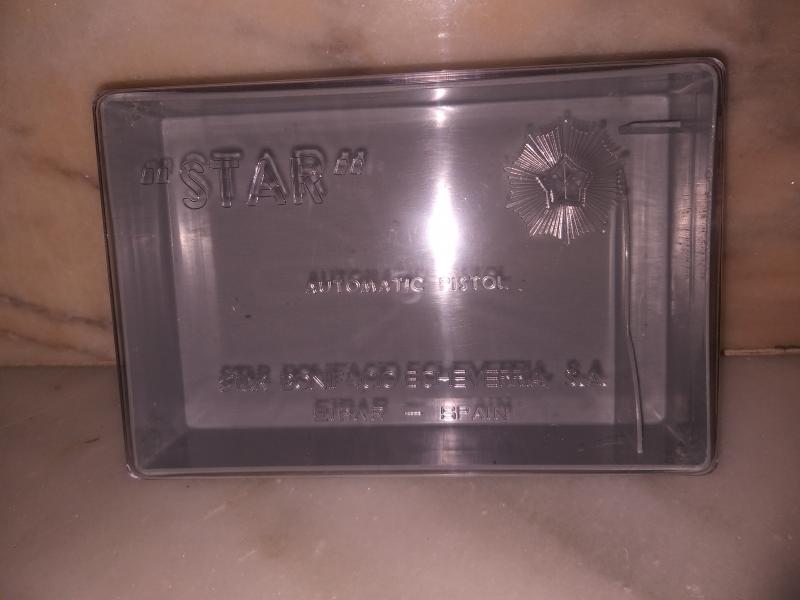 "STAR"
AUTOMATIC PISTOL
STAR BONIFACIO ECHEVERRIA, S.A.
EIBAR - SPAIN